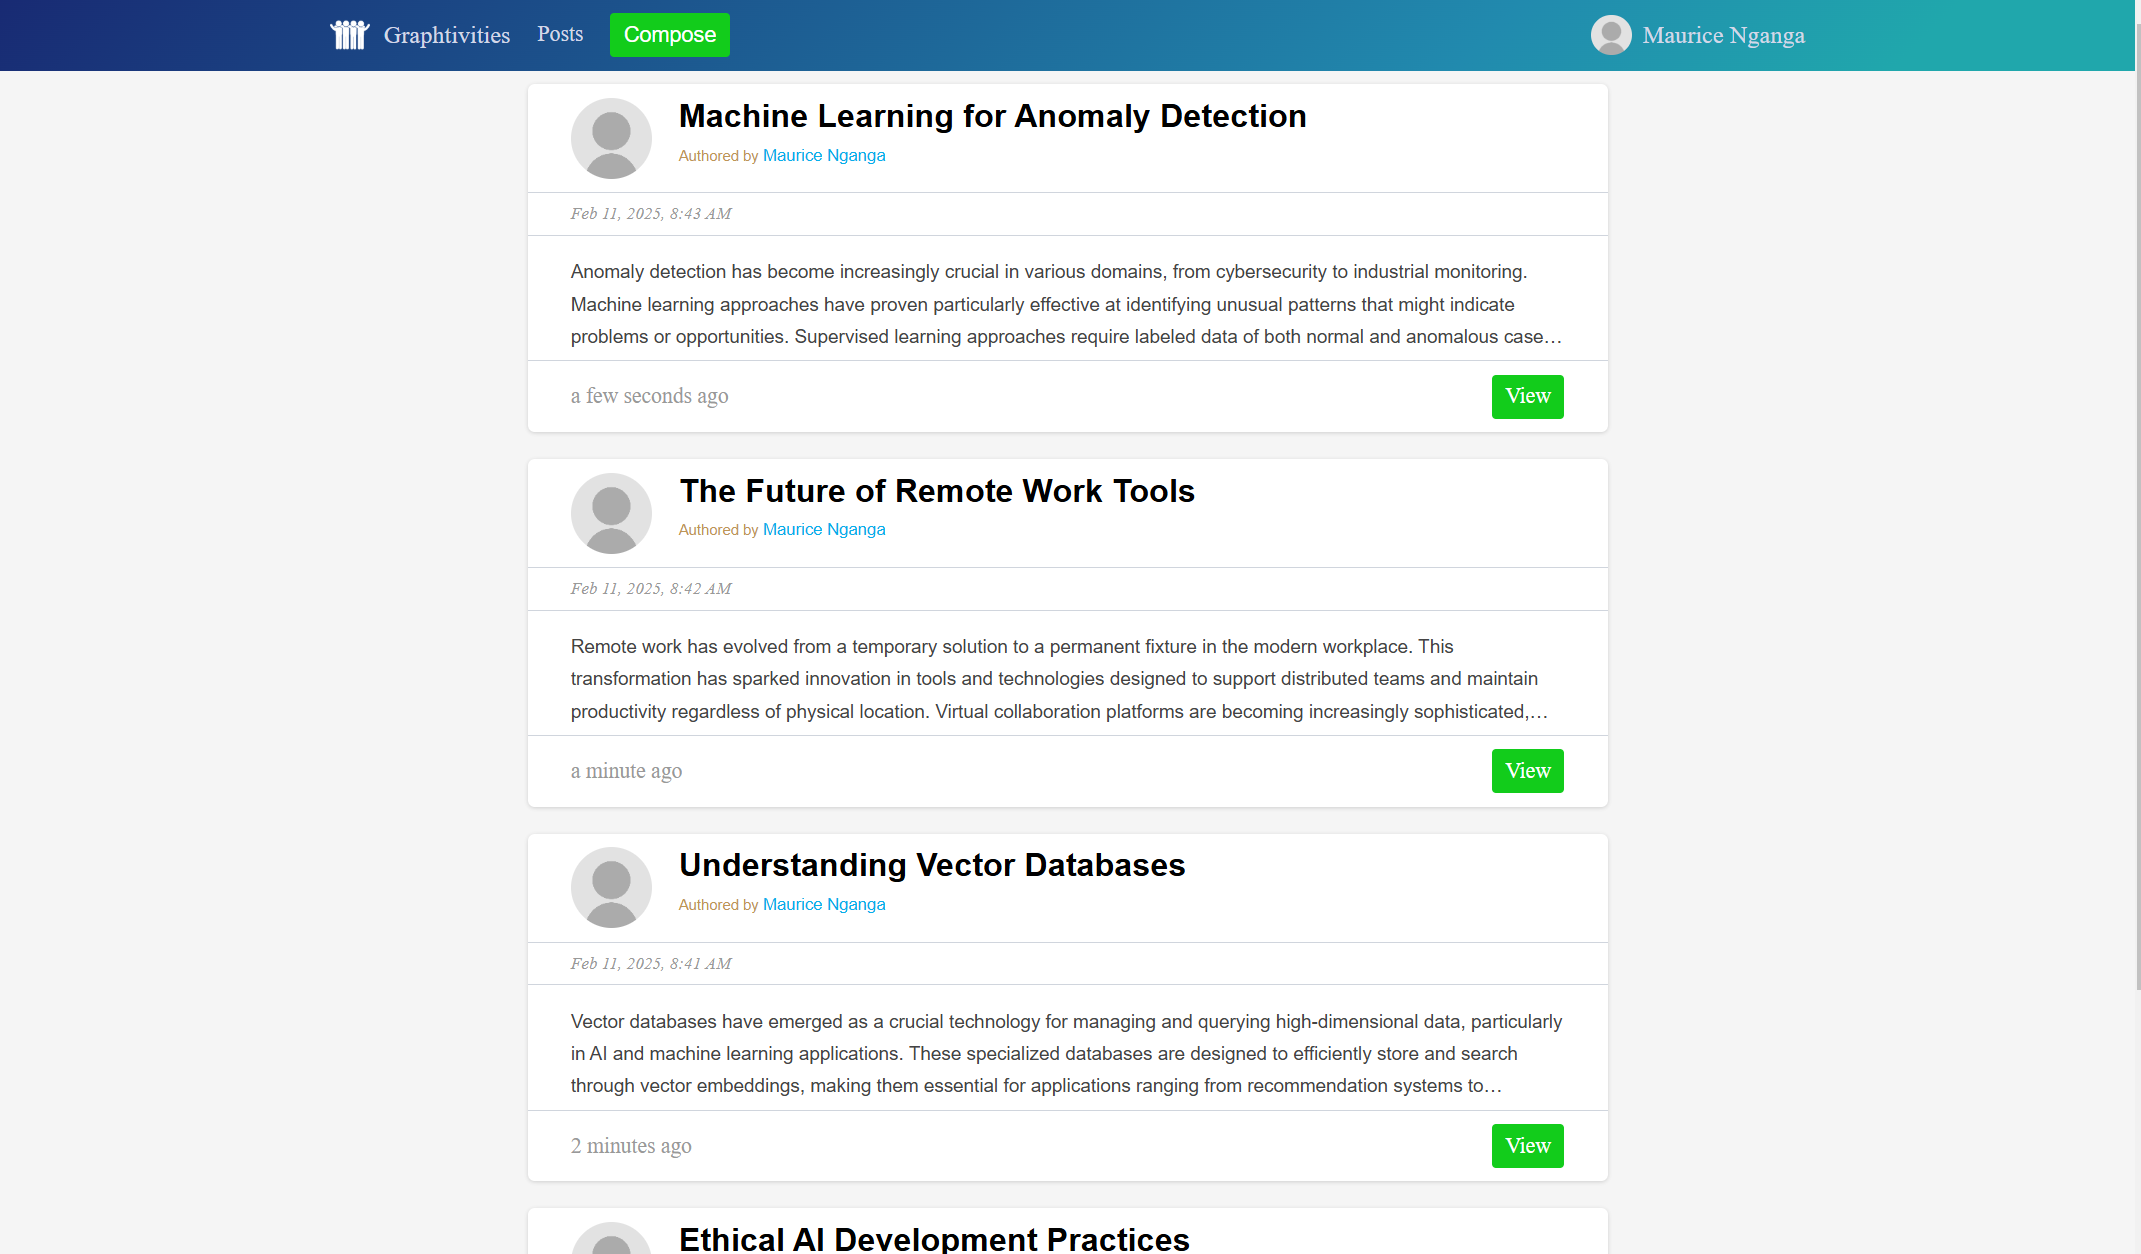 Graphtivities Posts Compose Maurice Nganga
Machine Learning for Anomaly Detection
Authored by Maurice Nganga
Feb 11, 2025, 8:43 AM
Anomaly detection has become increasingly crucial in various domains, from cybersecurity to industrial monitoring.
Machine learning approaches have proven particularly effective at identifying unusual patterns that might indicate
problems or opportunities. Supervised learning approaches require labeled data of both normal and anomalous case…
a few seconds ago View
The Future of Remote Work Tools
Authored by Maurice Nganga
Feb 11, 2025, 8:42 AM
Remote work has evolved from a temporary solution to a permanent fixture in the modern workplace. This
transformation has sparked innovation in tools and technologies designed to support distributed teams and maintain
productivity regardless of physical location. Virtual collaboration platforms are becoming increasingly sophisticated,…
a minute ago View
Understanding Vector Databases
Authored by Maurice Nganga
Feb 11, 2025, 8:41 AM
Vector databases have emerged as a crucial technology for managing and querying high-dimensional data, particularly
in AI and machine learning applications. These specialized databases are designed to efficiently store and search
through vector embeddings, making them essential for applications ranging from recommendation systems to…
2 minutes ago View
Ethical AI Development Practices